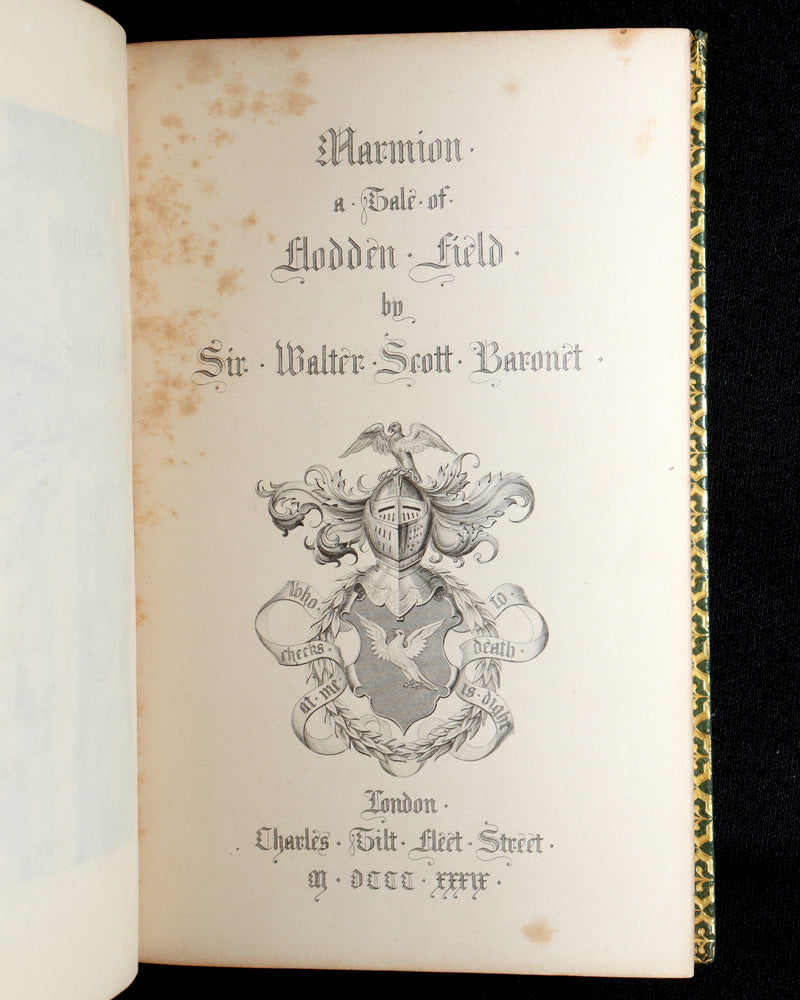 Marmion·
a · Tale · of·
Flodden · Field ·
by
Sir · Walter · Scott · Baronet ·
who· to
checks· death·
at·me· is·dight
London·
Charles · Tilt · Fleet · Street·
M · DCCC · XXXIX ·